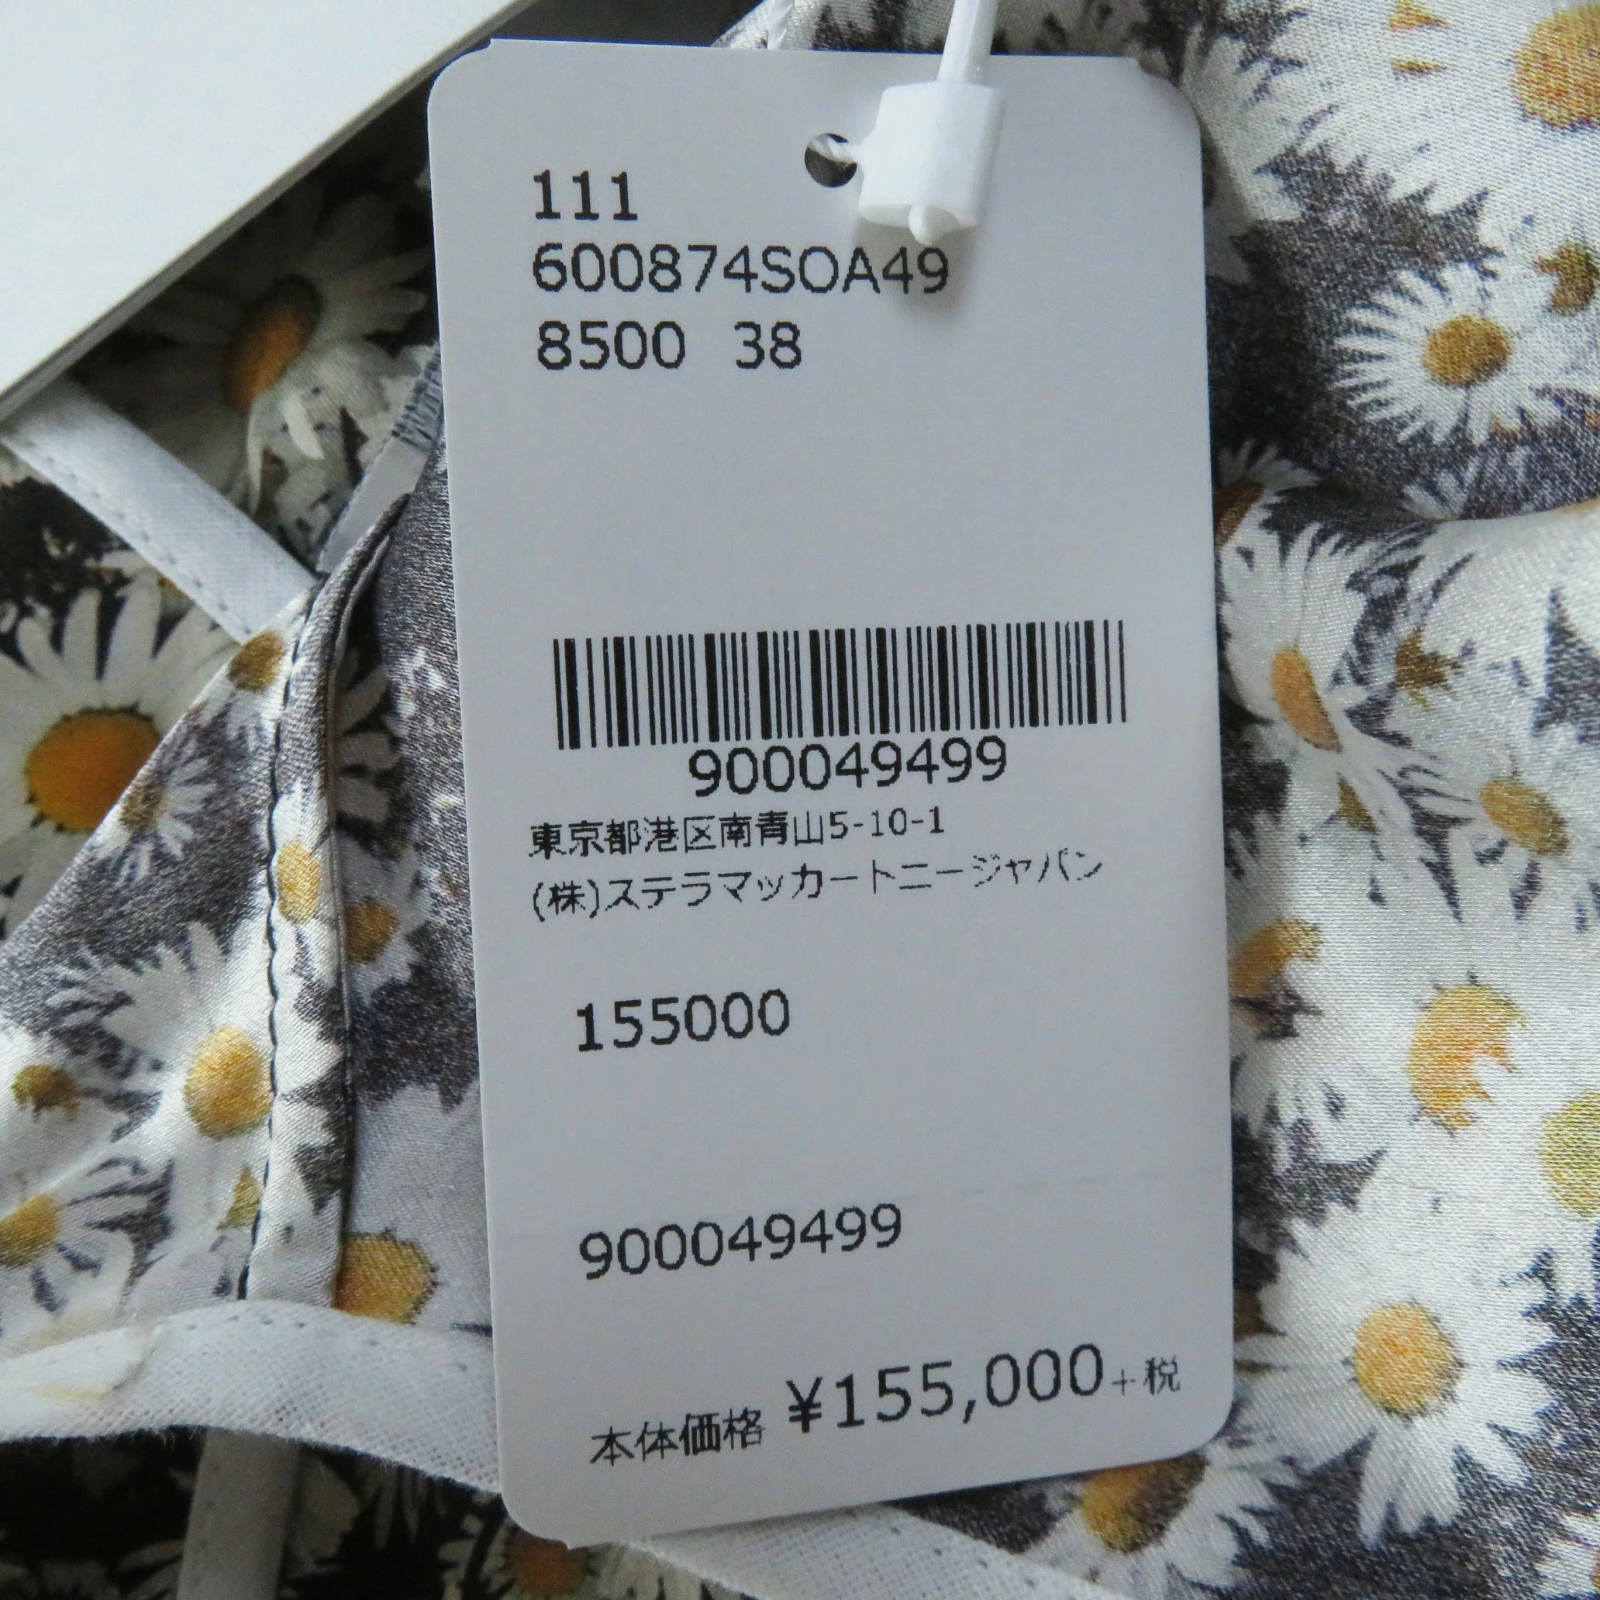 111
600874SOA49
8500 38
900049499
東京都港区南青山5-10-1
(株)ステラマッカートニージャパン
155000
900049499
本体価格 ¥155,000+税